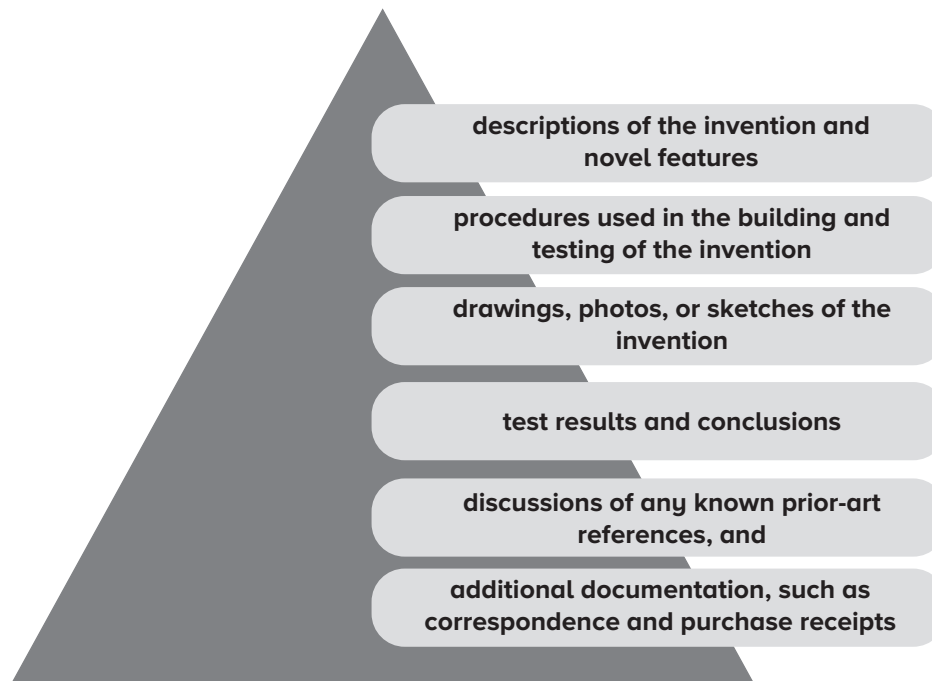 descriptions of the invention and
novel features
procedures used in the building and
testing of the invention
drawings, photos, or sketches of the
invention
test results and conclusions
discussions of any known prior-art
references, and
additional documentation, such as
correspondence and purchase receipts